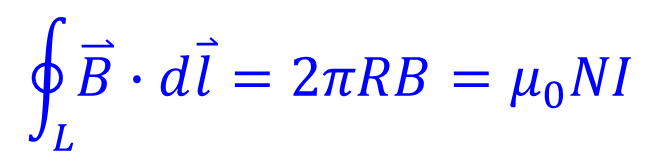 ∮_L B⃗ · dl⃗ = 2πRB = μ₀NI